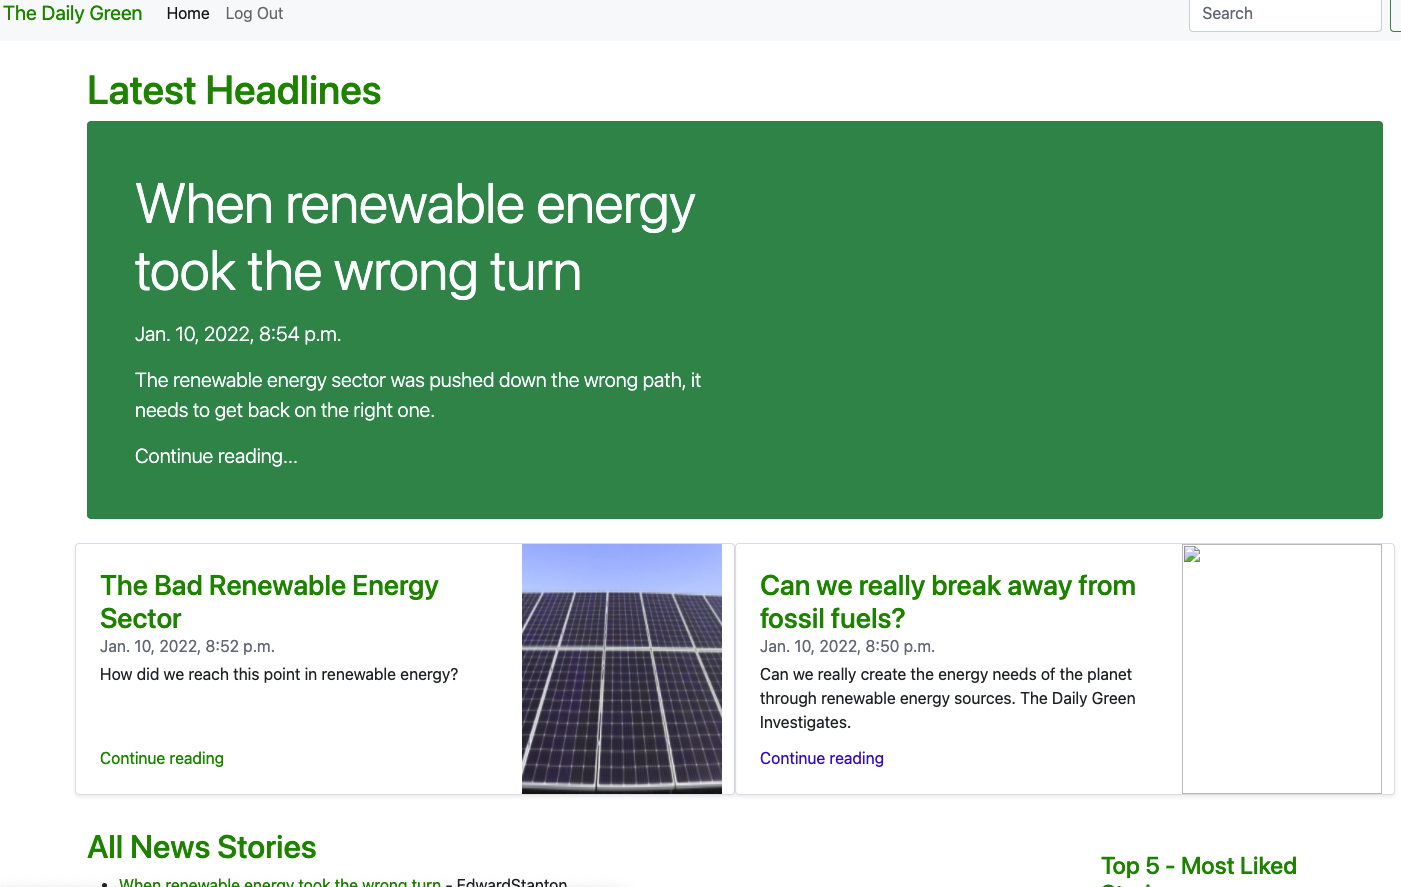 The Daily Green Home Log Out Search
Latest Headlines
When renewable energy
took the wrong turn
Jan. 10, 2022, 8:54 p.m.
The renewable energy sector was pushed down the wrong path, it
needs to get back on the right one.
Continue reading...
The Bad Renewable Energy
Sector
Jan. 10, 2022, 8:52 p.m.
How did we reach this point in renewable energy?
Continue reading
Can we really break away from
fossil fuels?
Jan. 10, 2022, 8:50 p.m.
Can we really create the energy needs of the planet
through renewable energy sources. The Daily Green
Investigates.
Continue reading
All News Stories
When renewable energy took the wrong turn - EdwardStanton
Top 5 - Most Liked